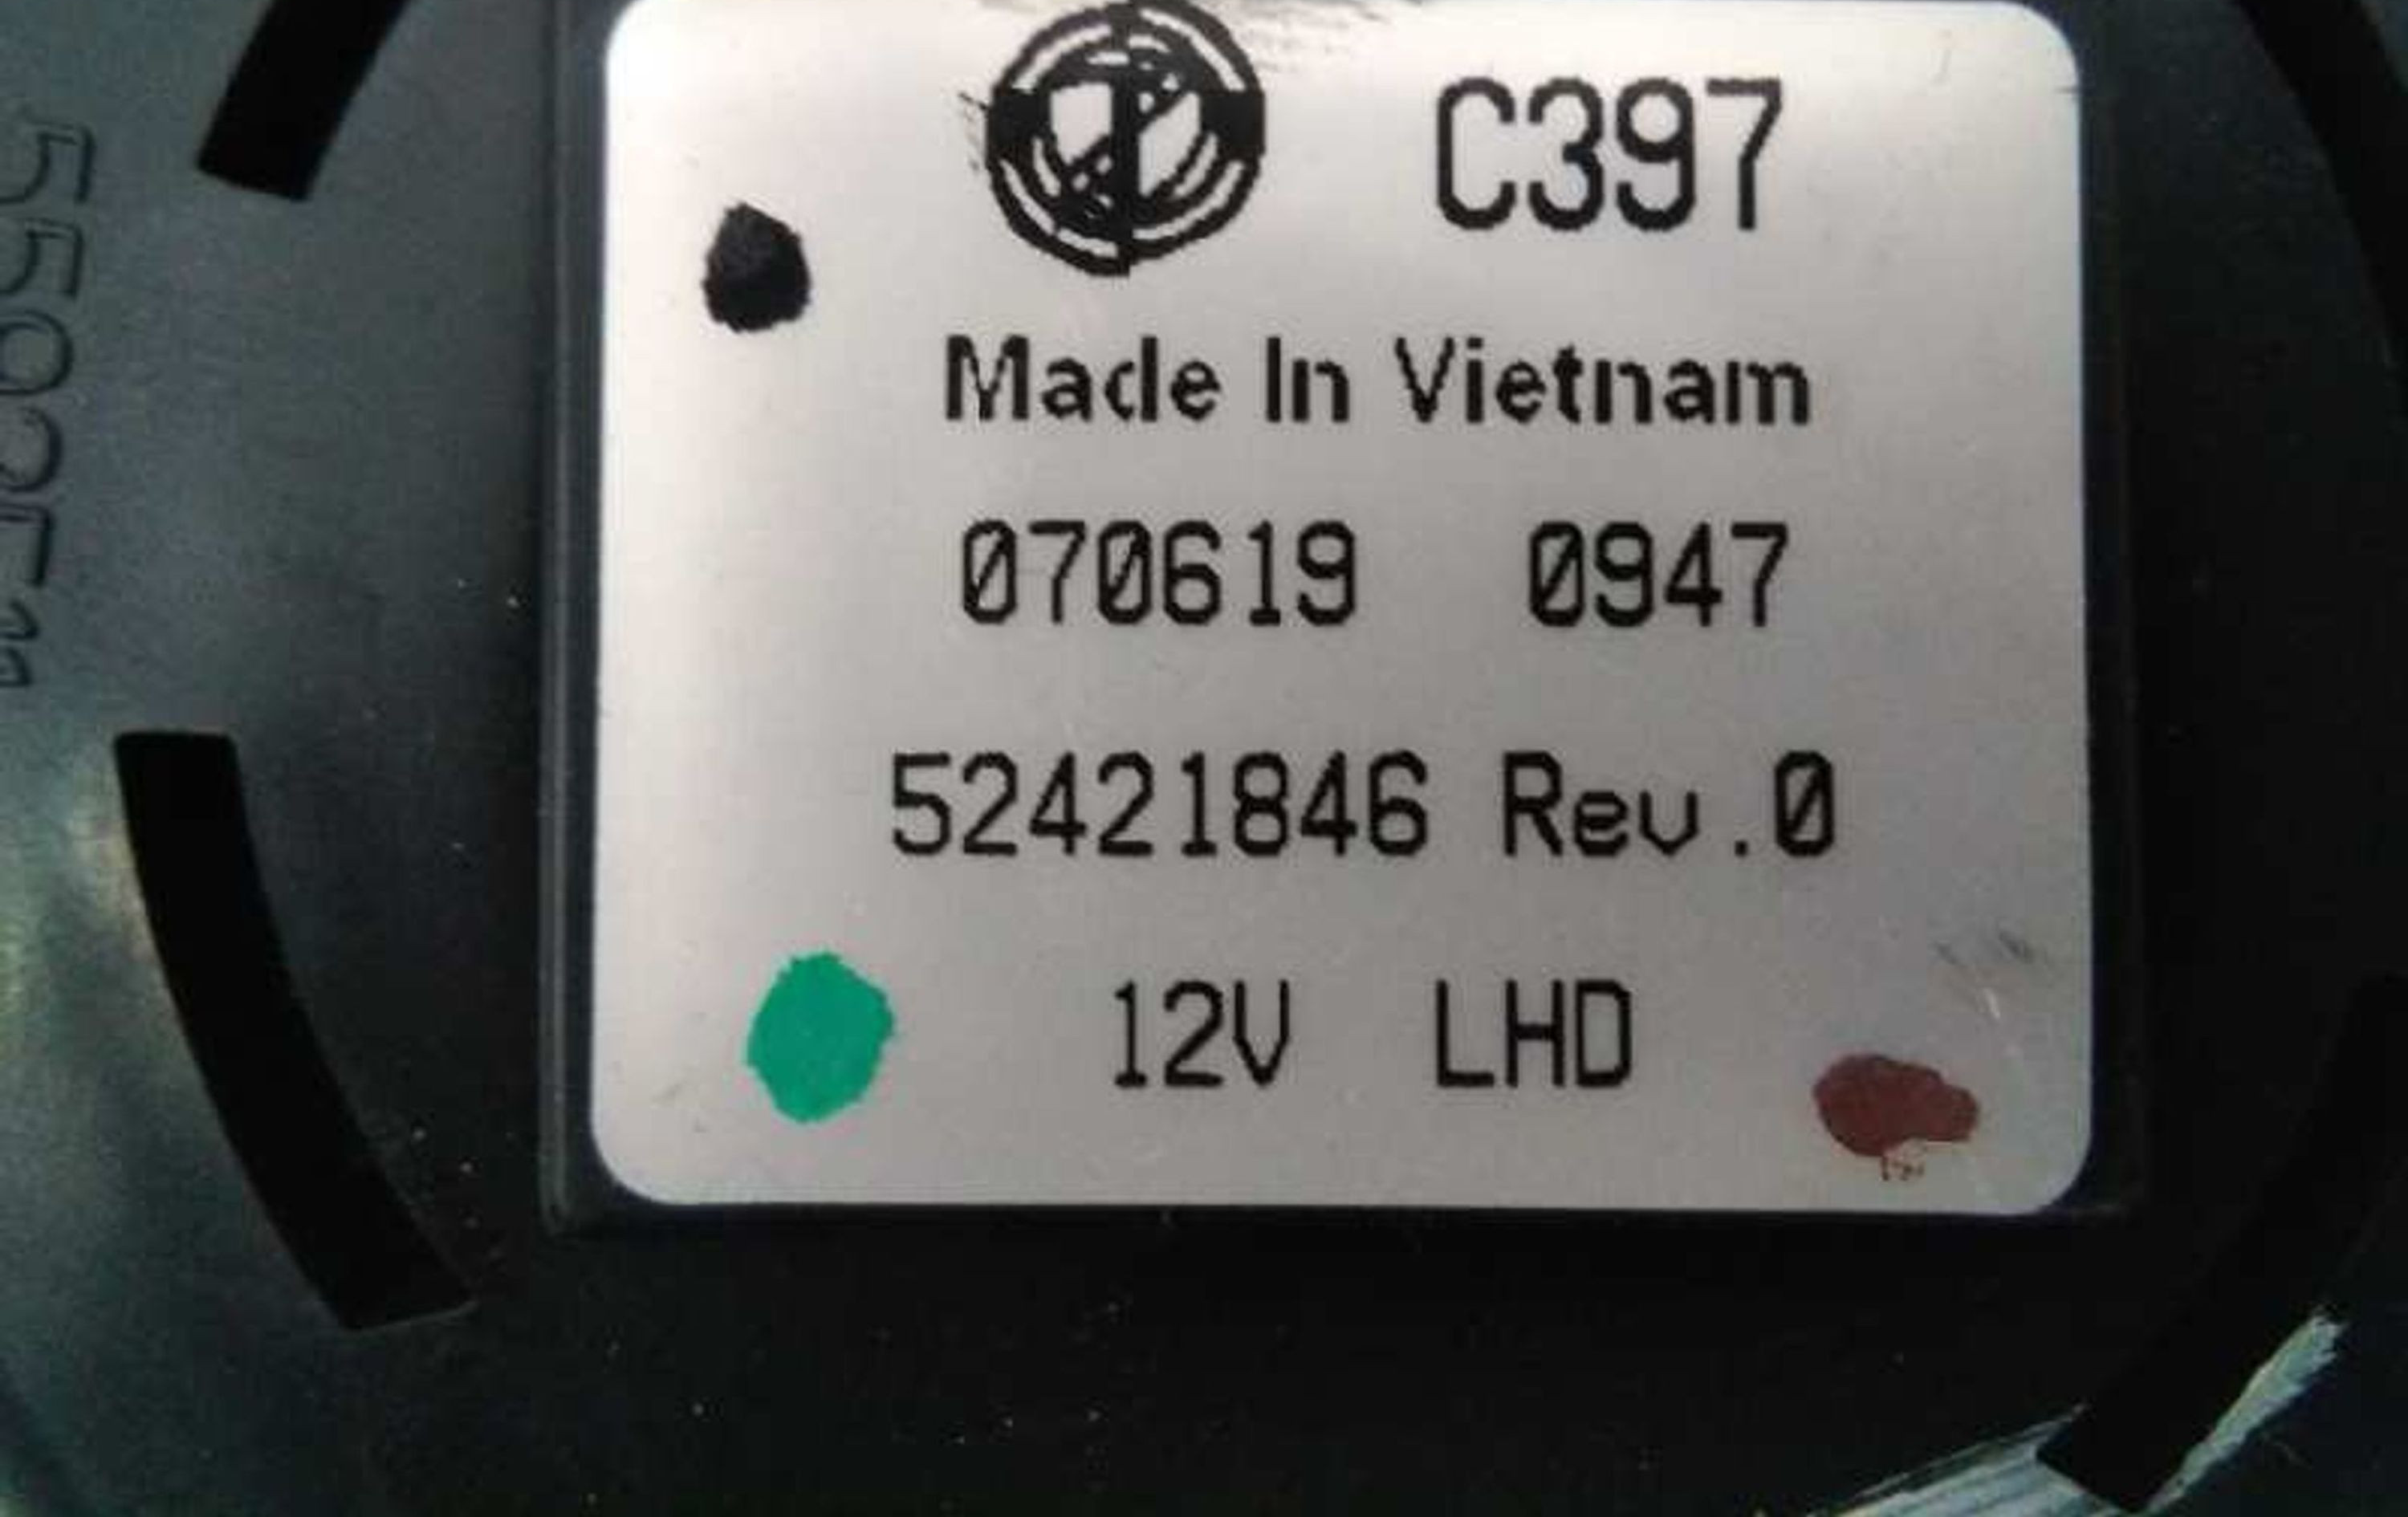 C397
Made In Vietnam
070619 0947
52421846 Rev.0
12V LHD